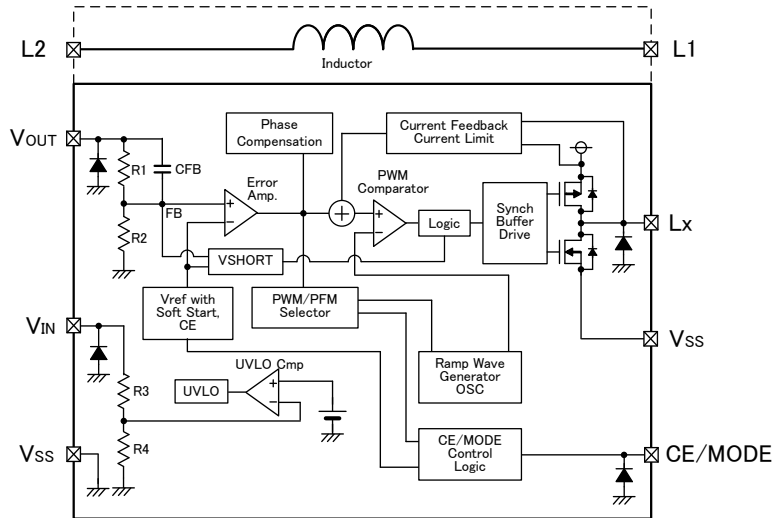 L2
L1
Inductor
VOUT
Phase
Compensation
Current Feedback
Current Limit
R1
CFB
Error
Amp.
PWM
Comparator
FB
+
−
+
+
−
Logic
Synch
Buffer
Drive
Lx
R2
VSHORT
Vref with
Soft Start,
CE
PWM/PFM
Selector
VIN
VSS
R3
UVLO Cmp
UVLO
+
−
Ramp Wave
Generator
OSC
R4
VSS
CE/MODE
Control
Logic
CE/MODE